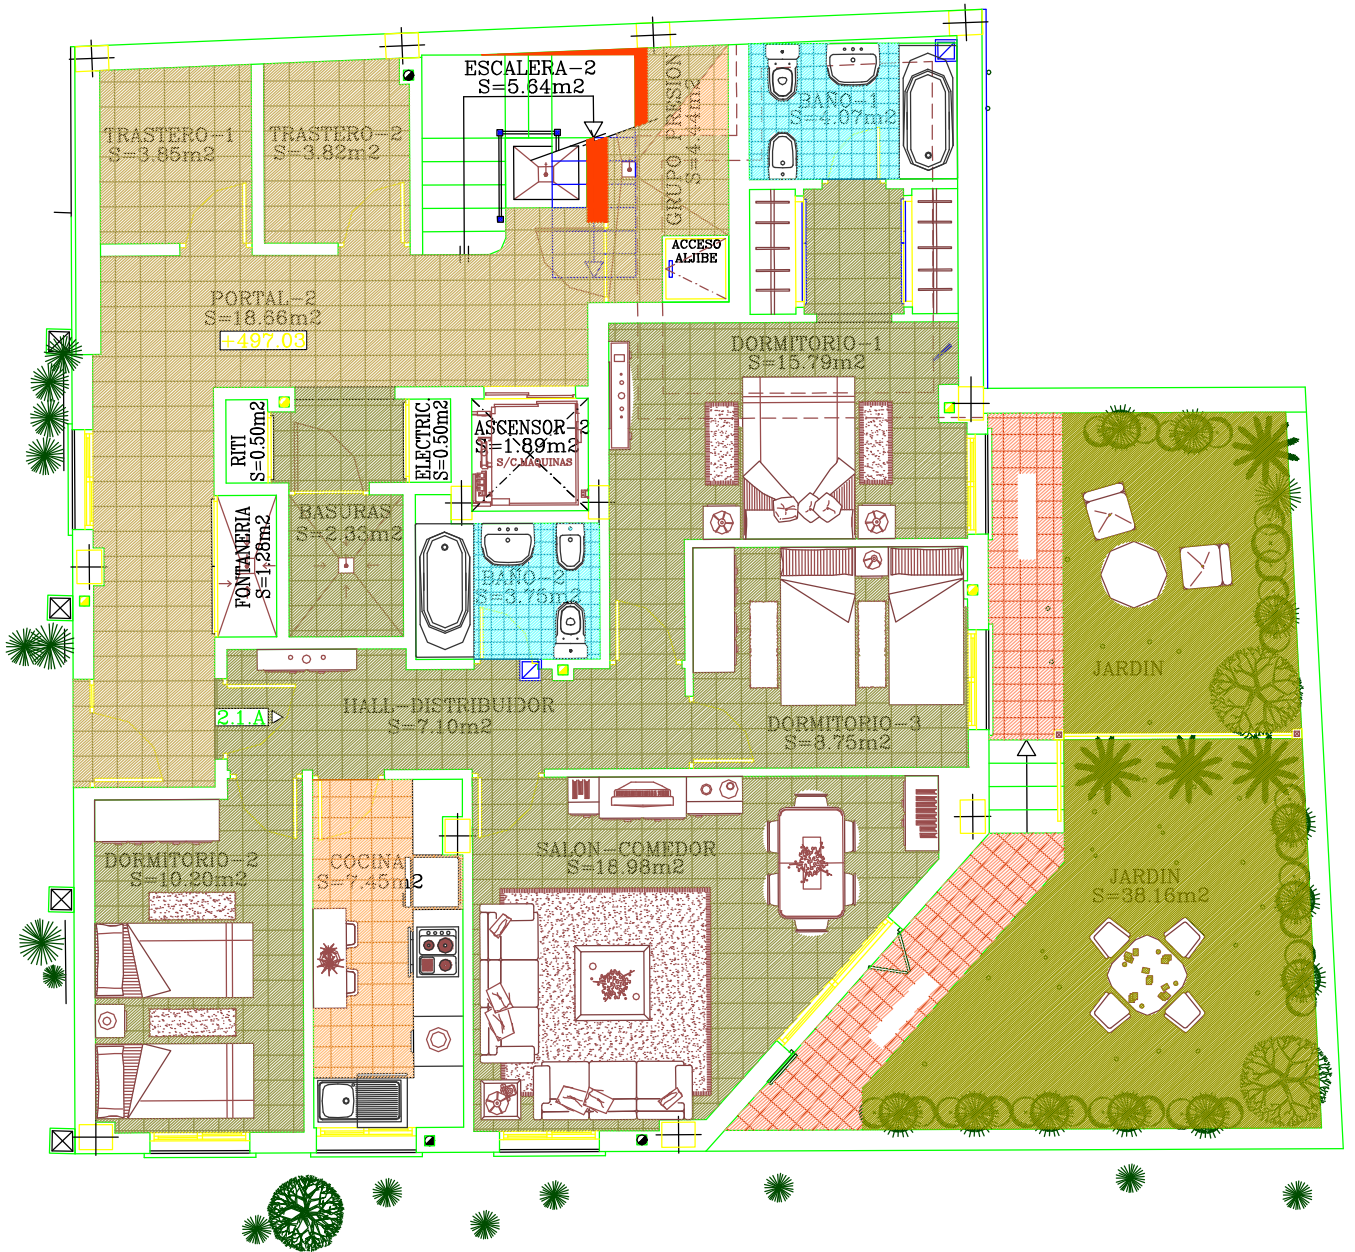 ESCALERA-2
S=5.64m2
GRUPO PRESION
S=4.44m2
BAÑO-1
S=4.07m2
TRASTERO-1
S=3.85m2
TRASTERO-2
S=3.82m2
ACCESO
ALJIBE
PORTAL-2
S=18.66m2
+497.03
DORMITORIO-1
S=15.79m2
RITI
S=0.50m2
ELECTRIC.
S=0.50m2
ASCENSOR-2
S=1.89m2
S/C.MAQUINAS
FONTANERIA
S=1.28m2
BASURAS
S=2.33m2
BAÑO-2
S=3.75m2
JARDIN
HALL-DISTRIBUIDOR
S=7.10m2
2.1.A
DORMITORIO-3
S=8.75m2
DORMITORIO-2
S=10.20m2
COCINA
S=7.45m2
SALON-COMEDOR
S=18.98m2
JARDIN
S=38.16m2